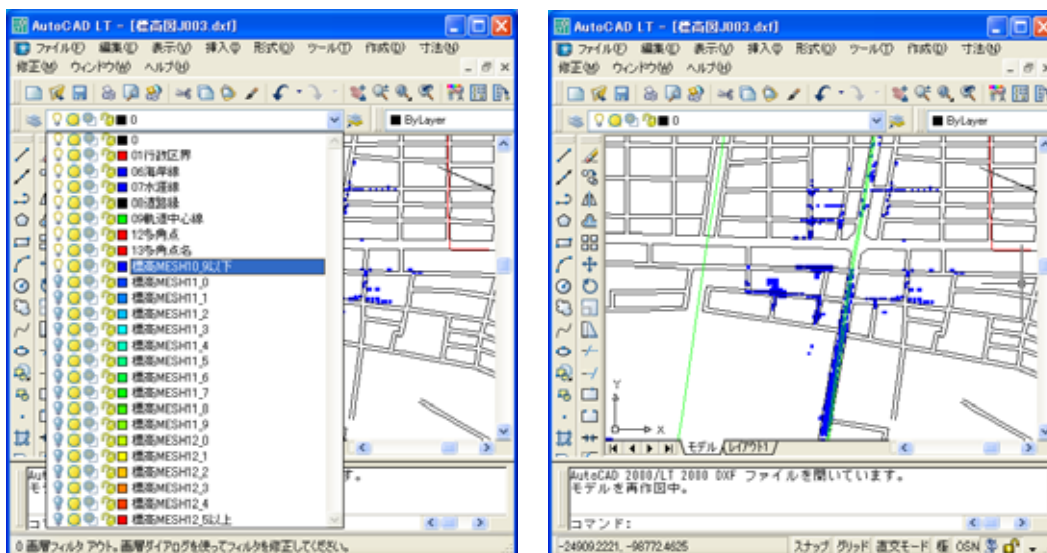 AutoCAD LT - [標高図J003.dxf]
ファイル(F) 編集(E) 表示(V) 挿入(I) 形式(O) ツール(T) 作成(D) 寸法(N)
修正(M) ウィンドウ(W) ヘルプ(H)
0
ByLayer
0
01行政区界
06海岸線
07水涯線
08道路縁
09軌道中心線
12多角点
13多角点名
標高MESH10_9以下
標高MESH11_0
標高MESH11_1
標高MESH11_2
標高MESH11_3
標高MESH11_4
標高MESH11_5
標高MESH11_6
標高MESH11_7
標高MESH11_8
標高MESH11_9
標高MESH12_0
標高MESH12_1
標高MESH12_2
標高MESH12_3
標高MESH12_4
標高MESH12_5以上
0 画層フィルタ アウト。画層ダイアログを使ってフィルタを修正してください。
AutoCAD LT - [標高図J003.dxf]
ファイル(F) 編集(E) 表示(V) 挿入(I) 形式(O) ツール(T) 作成(D) 寸法(N)
修正(M) ウィンドウ(W) ヘルプ(H)
0
ByLayer
Y
X
モデル レイアウト1
AutoCAD 2000/LT 2000 DXF ファイルを開いています。
モデルを再作図中。
コマンド:
-24909.2221, -98772.4625 スナップ グリッド 直交モード 極 OSN